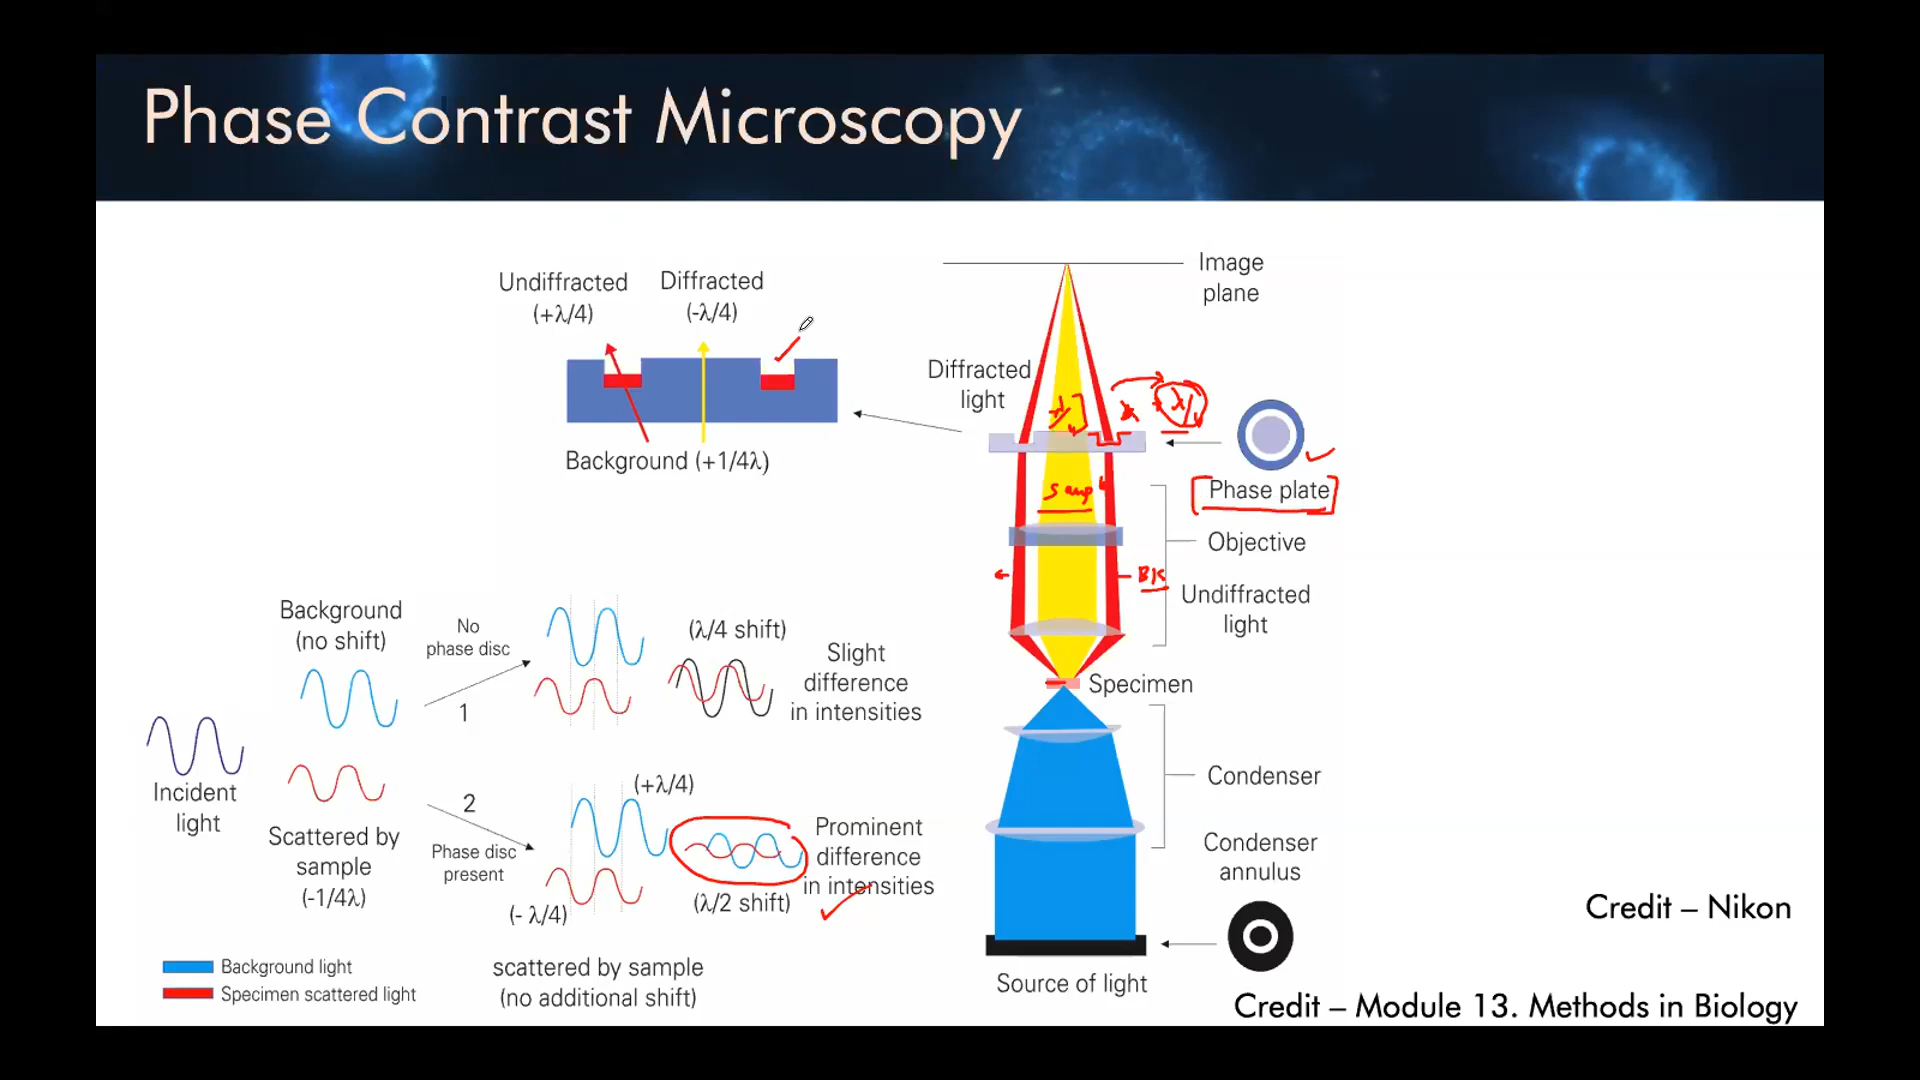 Phase Contrast Microscopy
Undiffracted
(+λ/4)
Diffracted
(-λ/4)
Background (+1/4λ)
Image
plane
Diffracted
light
λ/
Phase plate
Objective
BK
Undiffracted
light
Specimen
Condenser
Condenser
annulus
Source of light
Background
(no shift)
No
phase disc
1
(λ/4 shift)
Slight
difference
in intensities
Incident
light
Scattered by
sample
(-1/4λ)
2
Phase disc
present
(+λ/4)
(- λ/4)
(λ/2 shift)
Prominent
difference
in intensities
Background light
Specimen scattered light
scattered by sample
(no additional shift)
Credit – Nikon
Credit – Module 13. Methods in Biology